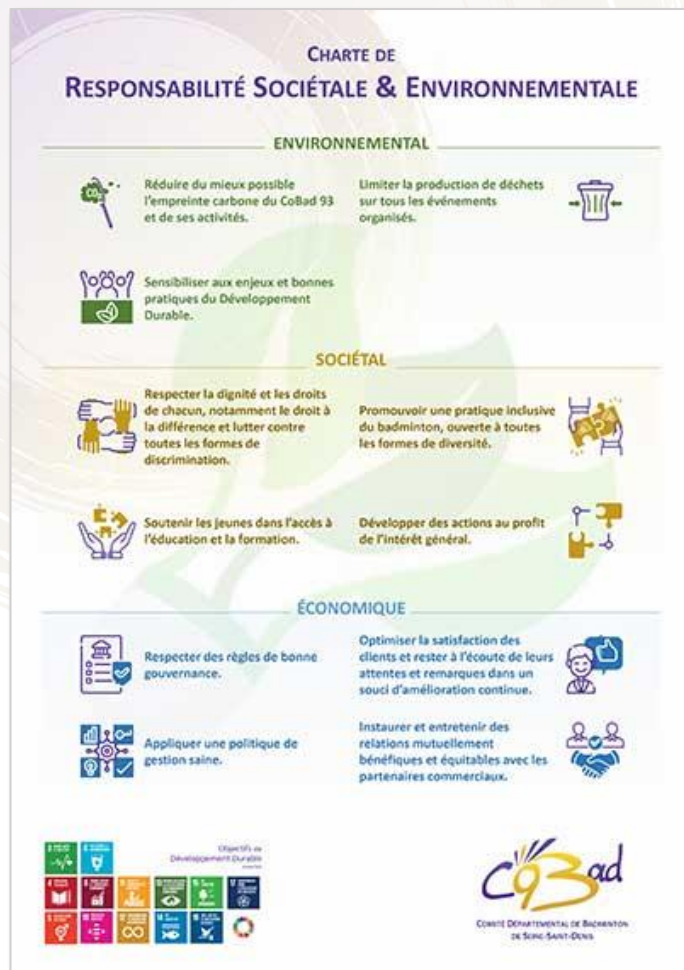 CHARTE DE
RESPONSABILITÉ SOCIÉTALE & ENVIRONNEMENTALE
ENVIRONNEMENTAL
Réduire du mieux possible
l'empreinte carbone du CoBad 93
et de ses activités.
Limiter la production de déchets
sur tous les événements
organisés.
Sensibiliser aux enjeux et bonnes
pratiques du Développement
Durable.
SOCIÉTAL
Respecter la dignité et les droits
de chacun, notamment le droit à
la différence et lutter contre
toutes les formes de
discrimination.
Promouvoir une pratique inclusive
du badminton, ouverte à toutes
les formes de diversité.
Soutenir les jeunes dans l'accès à
l'éducation et la formation.
Développer des actions au profit
de l'intérêt général.
ÉCONOMIQUE
Respecter des règles de bonne
gouvernance.
Optimiser la satisfaction des
clients et rester à l'écoute de leurs
attentes et remarques dans un
souci d'amélioration continue.
Appliquer une politique de
gestion saine.
Instaurer et entretenir des
relations mutuellement
bénéfiques et équitables avec les
partenaires commerciaux.
Objectifs de
Développement Durable
Co93ad
COMITÉ DÉPARTEMENTAL DE BADMINTON
DE SEINE-SAINT-DENIS